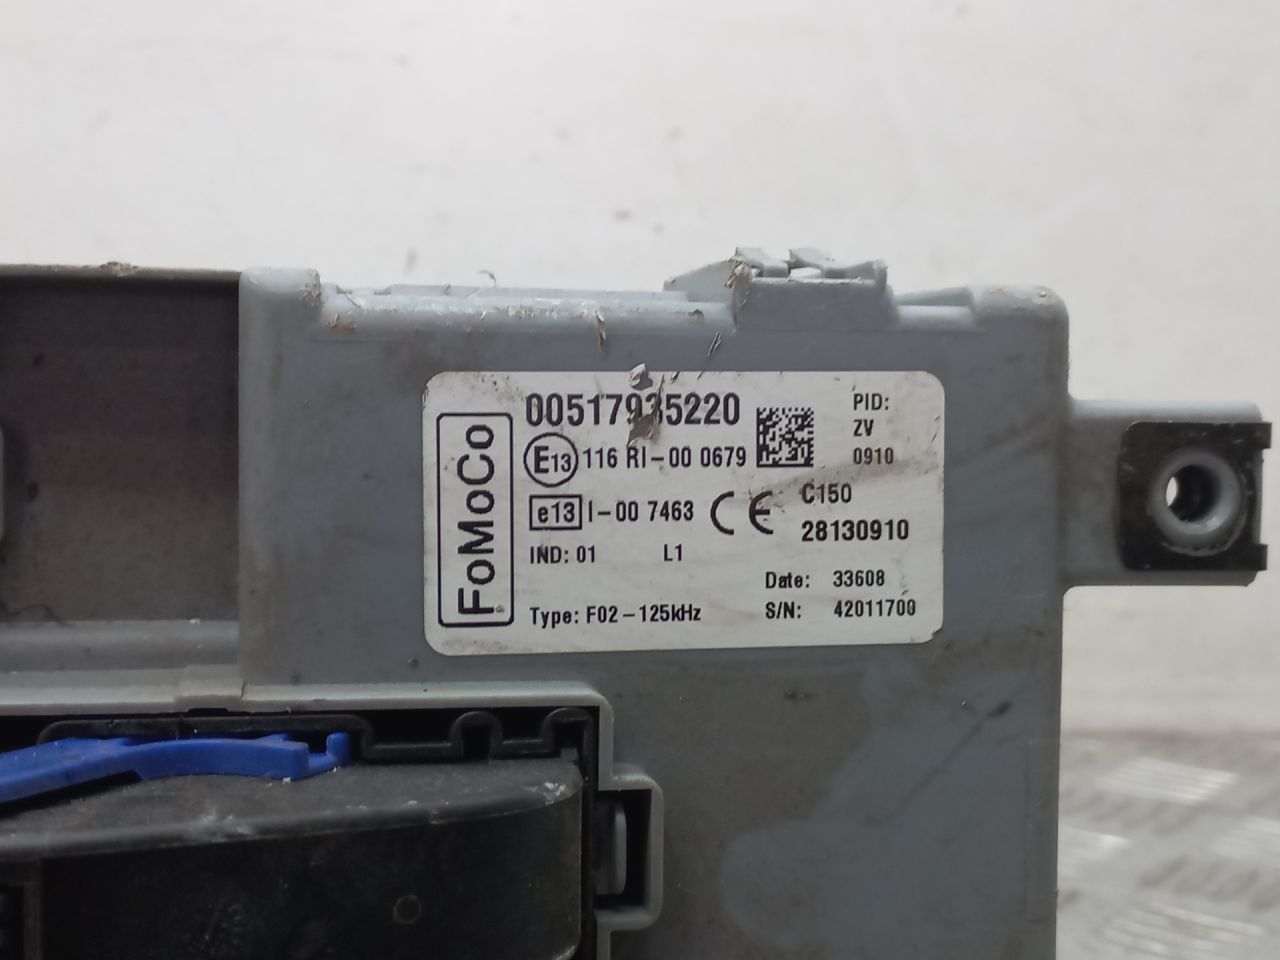 FoMoCo
00517935220
E13 116 RI-00 0679
e13 I-00 7463 CE
IND: 01 L1
Type: F02-125kHz
PID:
ZV
0910
C150
28130910
Date: 33608
S/N: 42011700